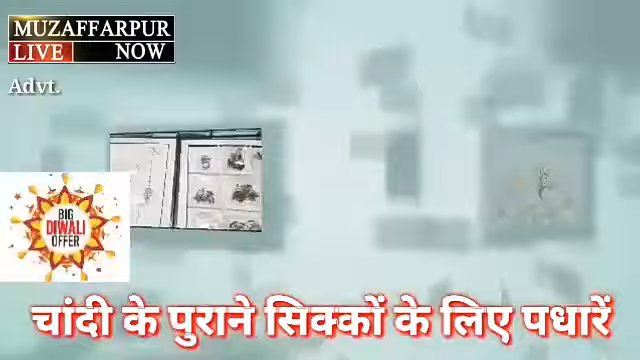 MUZAFFARPUR
LIVE NOW
Advt.
BIG
DIWALI
OFFER
चांदी के पुराने सिक्कों के लिए पधारें